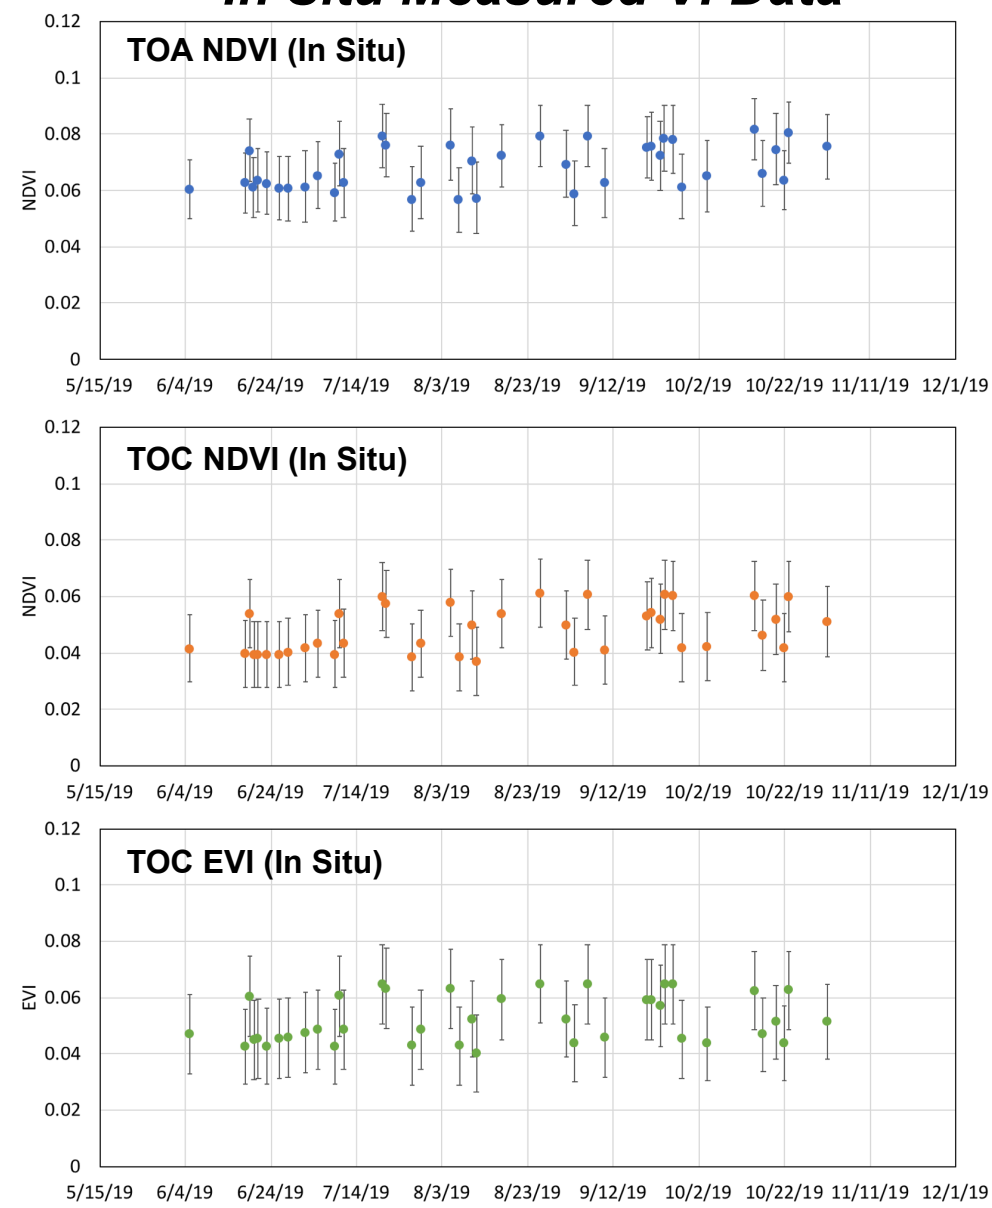 In Situ Measured VI Data
TOA NDVI (In Situ)
NDVI
0.12
0.1
0.08
0.06
0.04
0.02
0
5/15/19 6/4/19 6/24/19 7/14/19 8/3/19 8/23/19 9/12/19 10/2/19 10/22/19 11/11/19 12/1/19
TOC NDVI (In Situ)
NDVI
0.12
0.1
0.08
0.06
0.04
0.02
0
5/15/19 6/4/19 6/24/19 7/14/19 8/3/19 8/23/19 9/12/19 10/2/19 10/22/19 11/11/19 12/1/19
TOC EVI (In Situ)
EVI
0.12
0.1
0.08
0.06
0.04
0.02
0
5/15/19 6/4/19 6/24/19 7/14/19 8/3/19 8/23/19 9/12/19 10/2/19 10/22/19 11/11/19 12/1/19